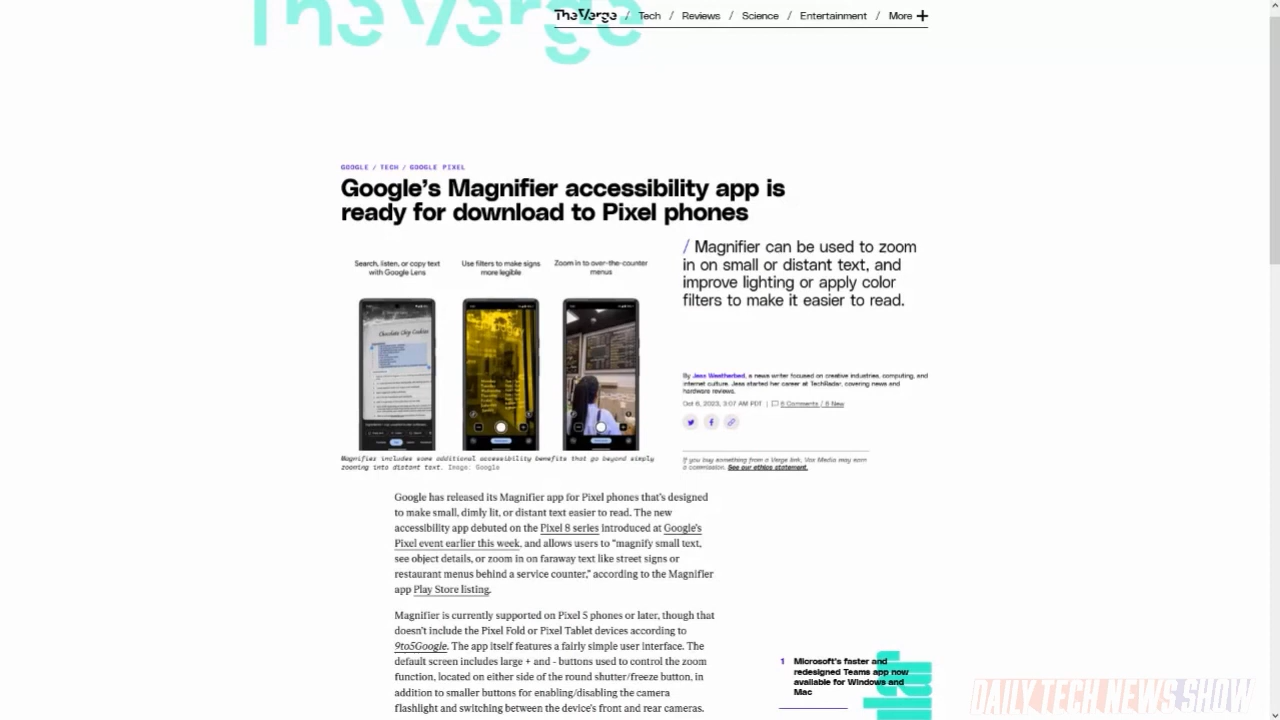 The Verge
The Verge / Tech / Reviews / Science / Entertainment / More +
GOOGLE / TECH / GOOGLE PIXEL
Google's Magnifier accessibility app is
ready for download to Pixel phones
/ Magnifier can be used to zoom
in on small or distant text, and
improve lighting or apply color
filters to make it easier to read.
Search, listen, or copy text
with Google Lens
Use filters to make signs
more legible
Zoom in to over-the-counter
menus
Chocolate Chip Cookies
By Jess Weatherbed, a news writer focused on creative industries, computing, and
internet culture. Jess started her career at TechRadar, covering news and
hardware reviews.
Oct 6, 2023, 3:07 AM PDT |
If you buy something from a Verge link, Vox Media may earn
a commission. See our ethics statement.
Magnifier includes some additional accessibility benefits that go beyond simply
zooming into distant text. Image: Google
Google has released its Magnifier app for Pixel phones that's designed
to make small, dimly lit, or distant text easier to read. The new
accessibility app debuted on the Pixel 8 series introduced at Google's
Pixel event earlier this week, and allows users to "magnify small text,
see object details, or zoom in on faraway text like street signs or
restaurant menus behind a service counter," according to the Magnifier
app Play Store listing.
Magnifier is currently supported on Pixel 5 phones or later, though that
doesn't include the Pixel Fold or Pixel Tablet devices according to
9to5Google. The app itself features a fairly simple user interface. The
default screen includes large + and - buttons used to control the zoom
function, located on either side of the round shutter/freeze button, in
addition to smaller buttons for enabling/disabling the camera
flashlight and switching between the device's front and rear cameras.
1 Microsoft's faster and
redesigned Teams app now
available for Windows and
Mac
DAILY TECH NEWS SHOW